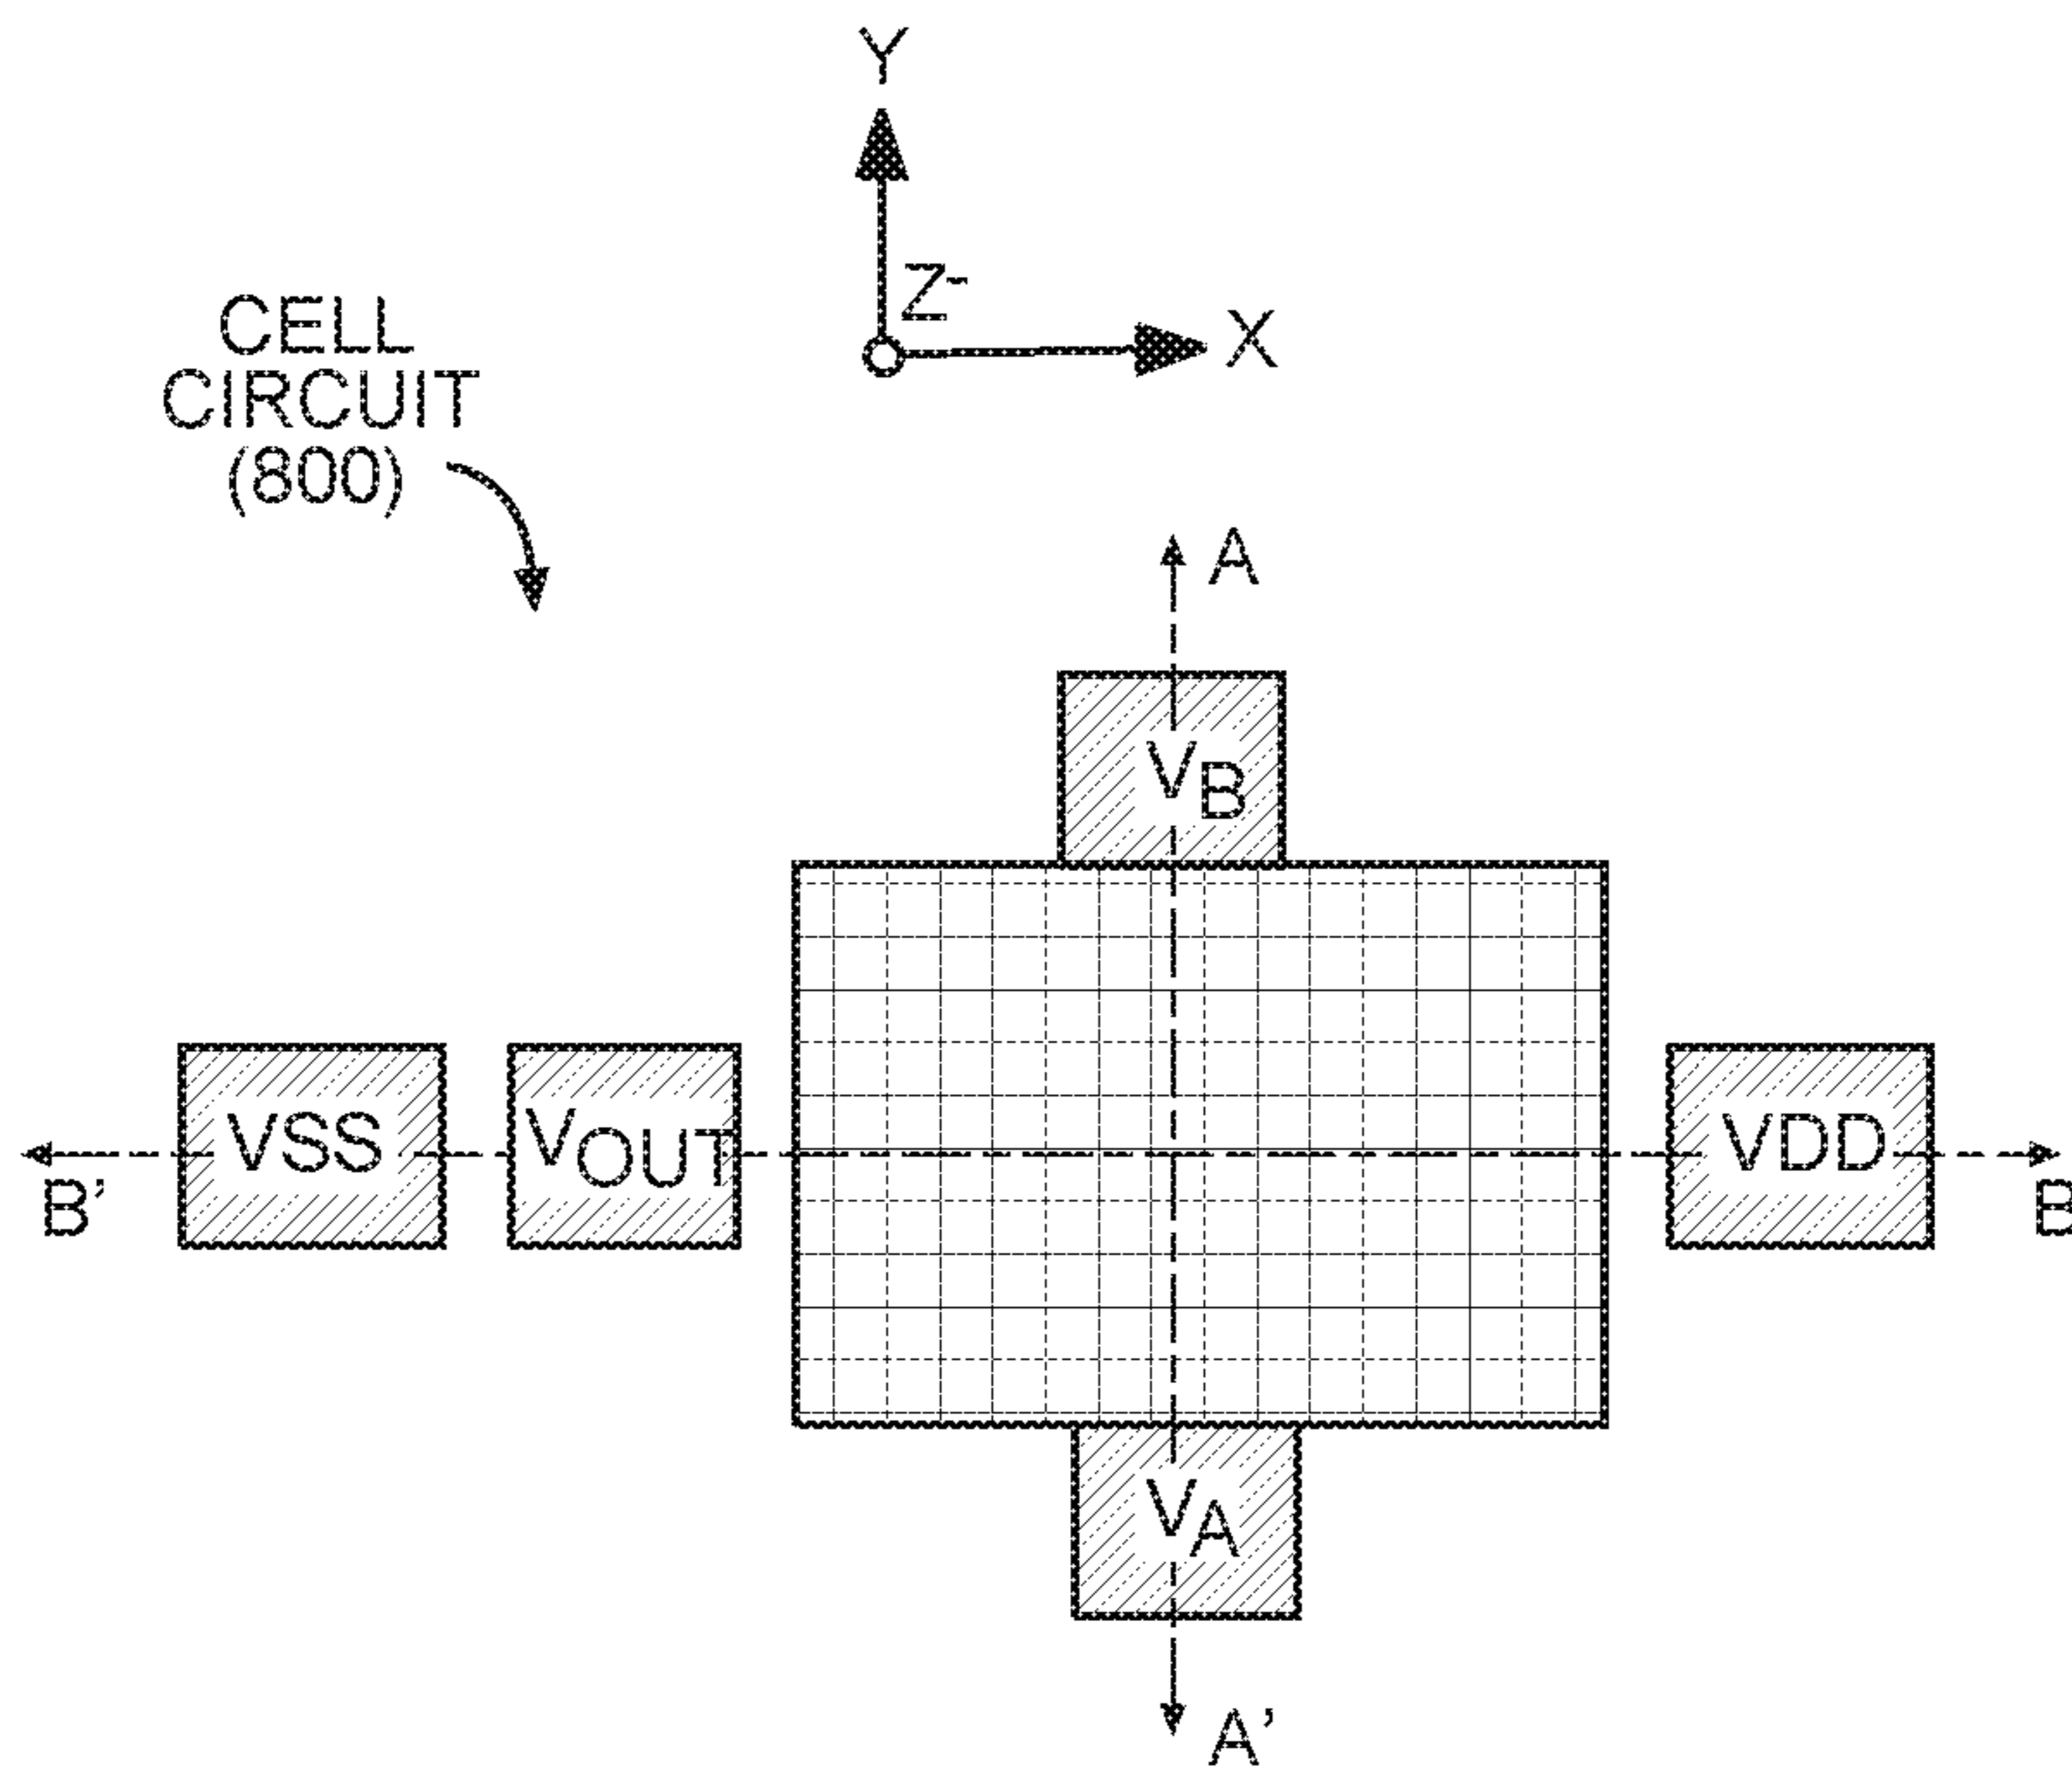 Y
Z-
X
CELL
CIRCUIT
(800)
A
VB
VSS
VOUT
VDD
B'
B
VA
A'